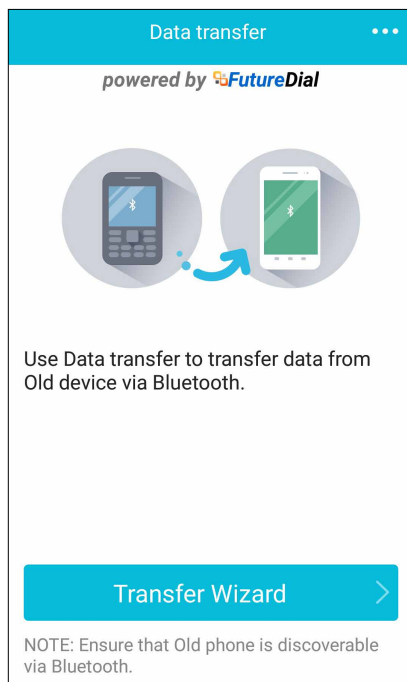 Data transfer
powered by FutureDial
Use Data transfer to transfer data from
Old device via Bluetooth.
Transfer Wizard
NOTE: Ensure that Old phone is discoverable
via Bluetooth.